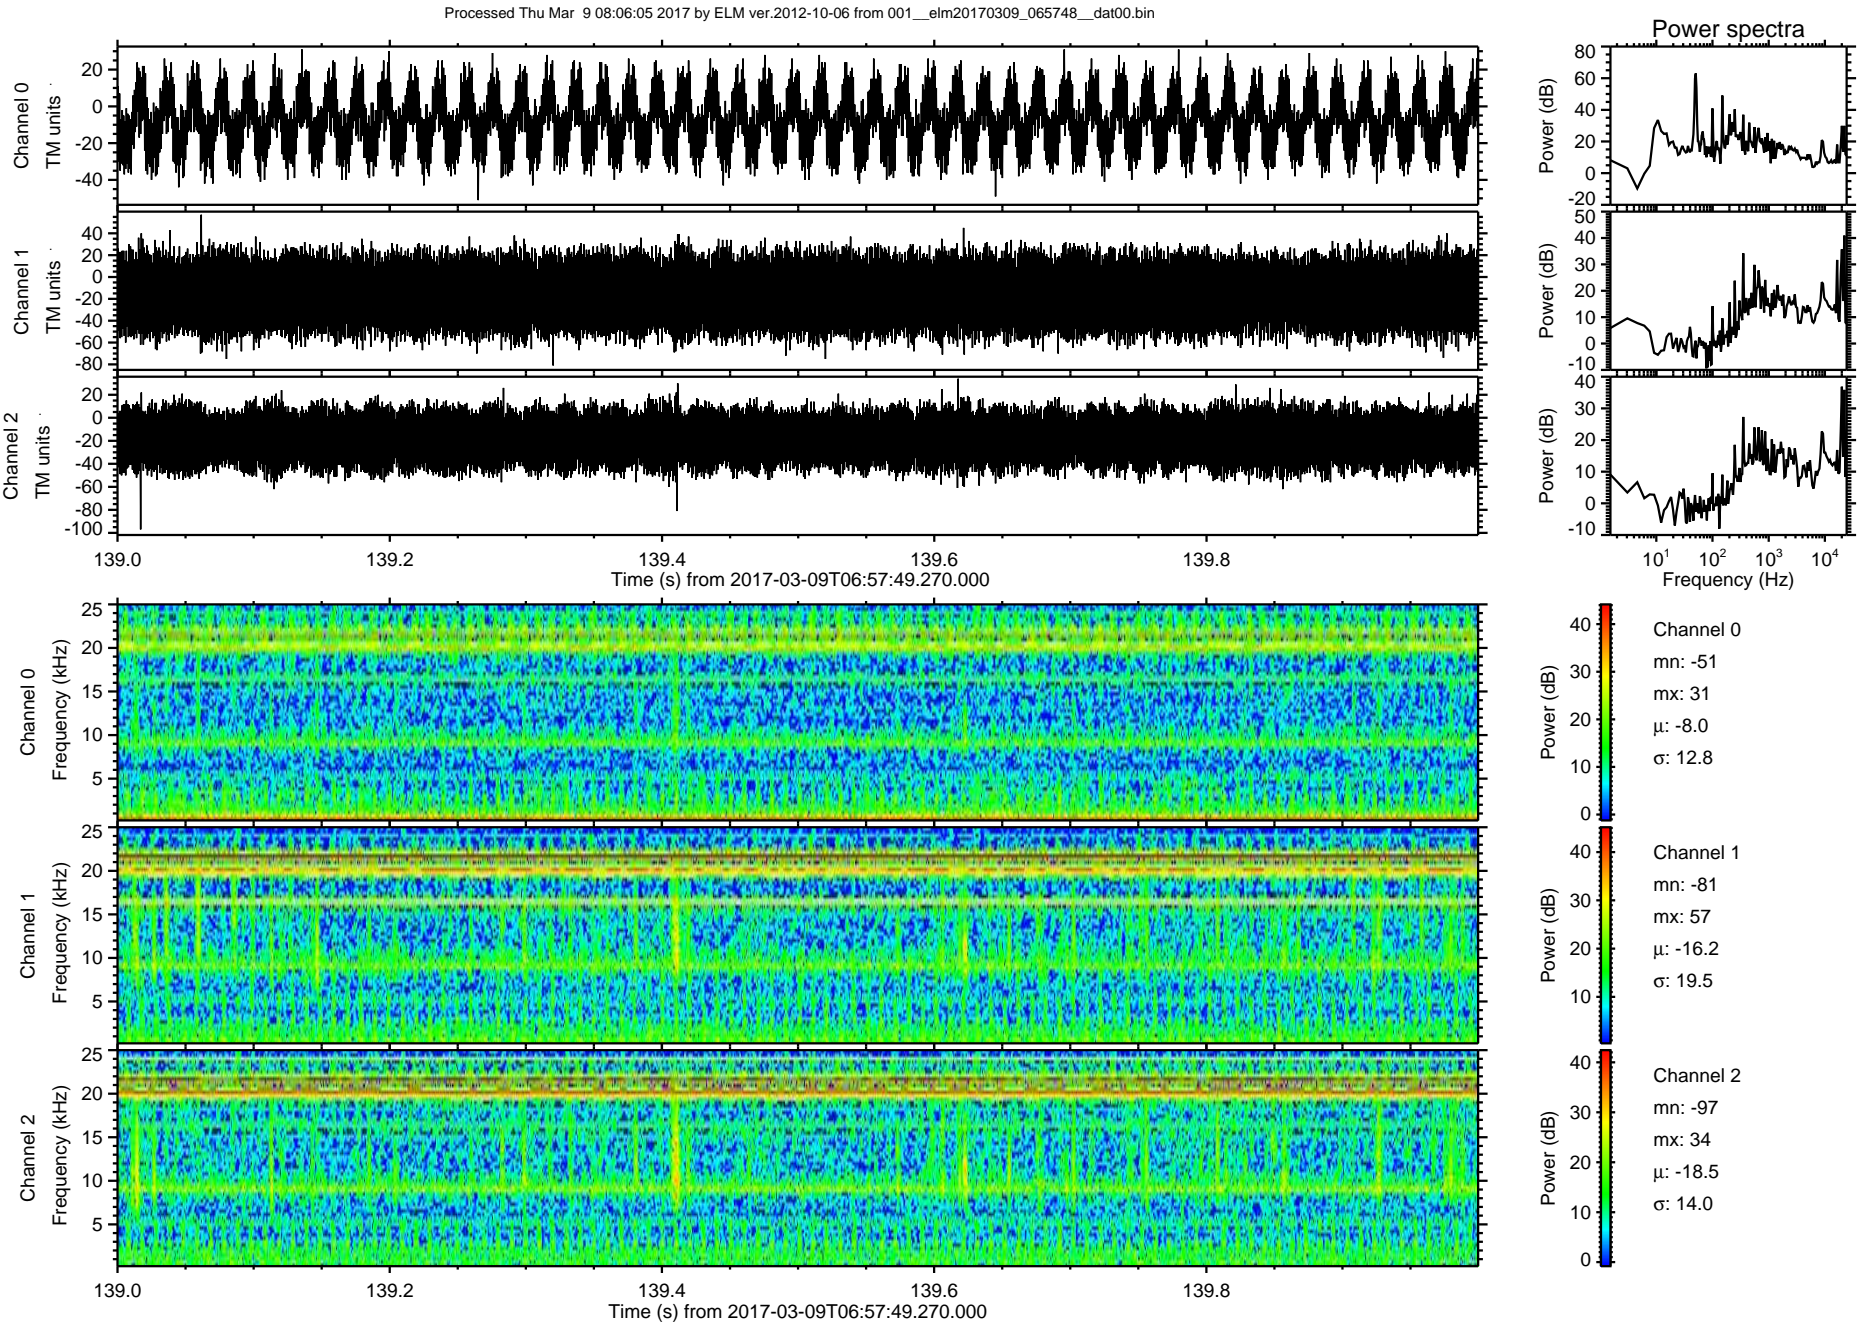 Processed Thu Mar  9 08:06:05 2017 by ELM ver.2012-10-06 from 001__elm20170309_065748__dat00.bin
Power spectra
Channel 0
TM units
20
0
-20
-40
Power (dB)
80
60
40
20
0
-20
Channel 1
TM units
40
20
0
-20
-40
-60
-80
Power (dB)
50
40
30
20
10
0
-10
Channel 2
TM units
20
0
-20
-40
-60
-80
-100
Power (dB)
40
30
20
10
0
-10
139.0 139.2 139.4 139.6 139.8
Time (s) from 2017-03-09T06:57:49.270.000
10¹ 10² 10³ 10⁴
Frequency (Hz)
Channel 0
Frequency (kHz)
25
20
15
10
5
Power (dB)
40
30
20
10
0
Channel 0
mn: -51
mx: 31
μ: -8.0
σ: 12.8
Channel 1
Frequency (kHz)
25
20
15
10
5
Power (dB)
40
30
20
10
Channel 1
mn: -81
mx: 57
μ: -16.2
σ: 19.5
Channel 2
Frequency (kHz)
25
20
15
10
5
Power (dB)
40
30
20
10
0
Channel 2
mn: -97
mx: 34
μ: -18.5
σ: 14.0
139.0 139.2 139.4 139.6 139.8
Time (s) from 2017-03-09T06:57:49.270.000